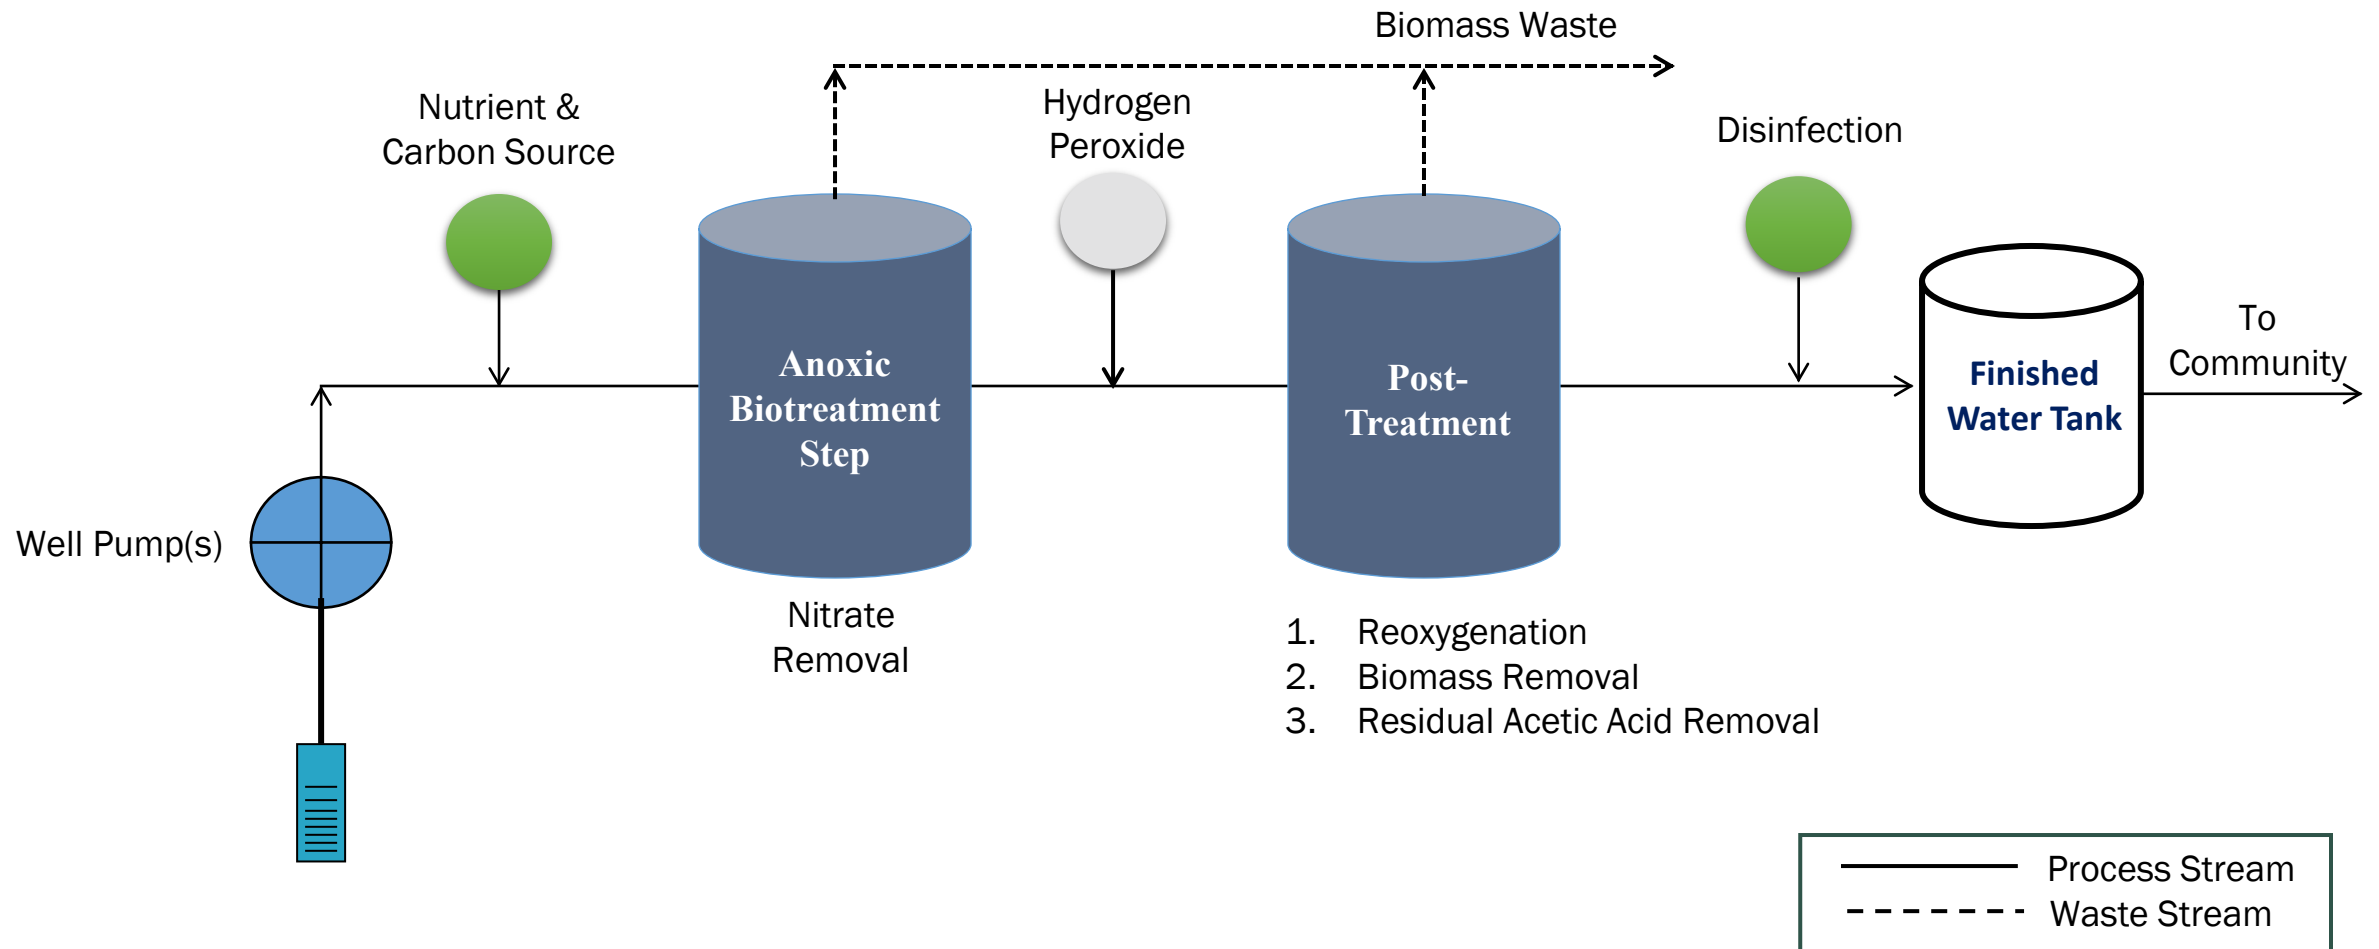 Biomass Waste
Nutrient &
Carbon Source
Hydrogen
Peroxide
Disinfection
Anoxic
Biotreatment
Step
Post-
Treatment
Finished
Water Tank
To
Community
Well Pump(s)
Nitrate
Removal
1. Reoxygenation
2. Biomass Removal
3. Residual Acetic Acid Removal
Process Stream
Waste Stream